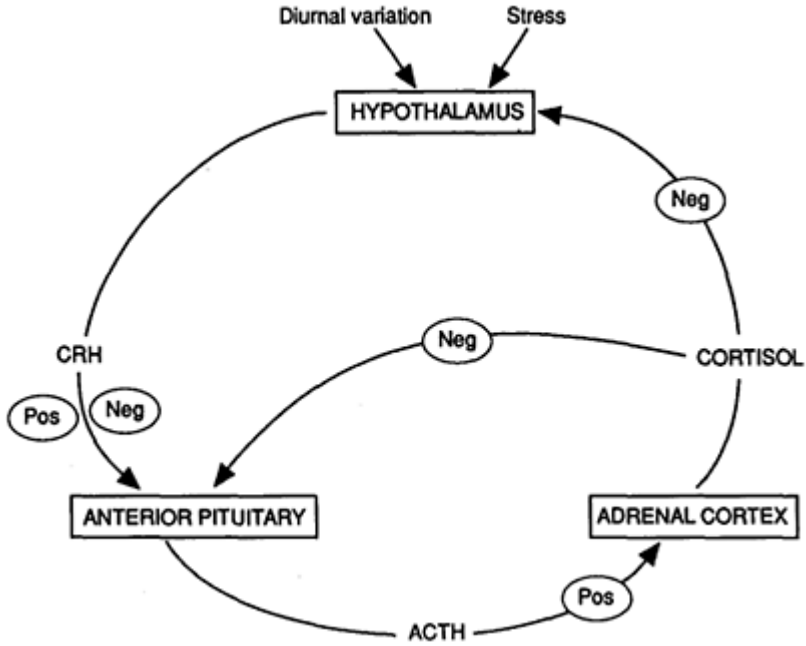 Diurnal variation
Stress
HYPOTHALAMUS
Neg
Neg
CRH
CORTISOL
Pos
Neg
ANTERIOR PITUITARY
ADRENAL CORTEX
Pos
ACTH